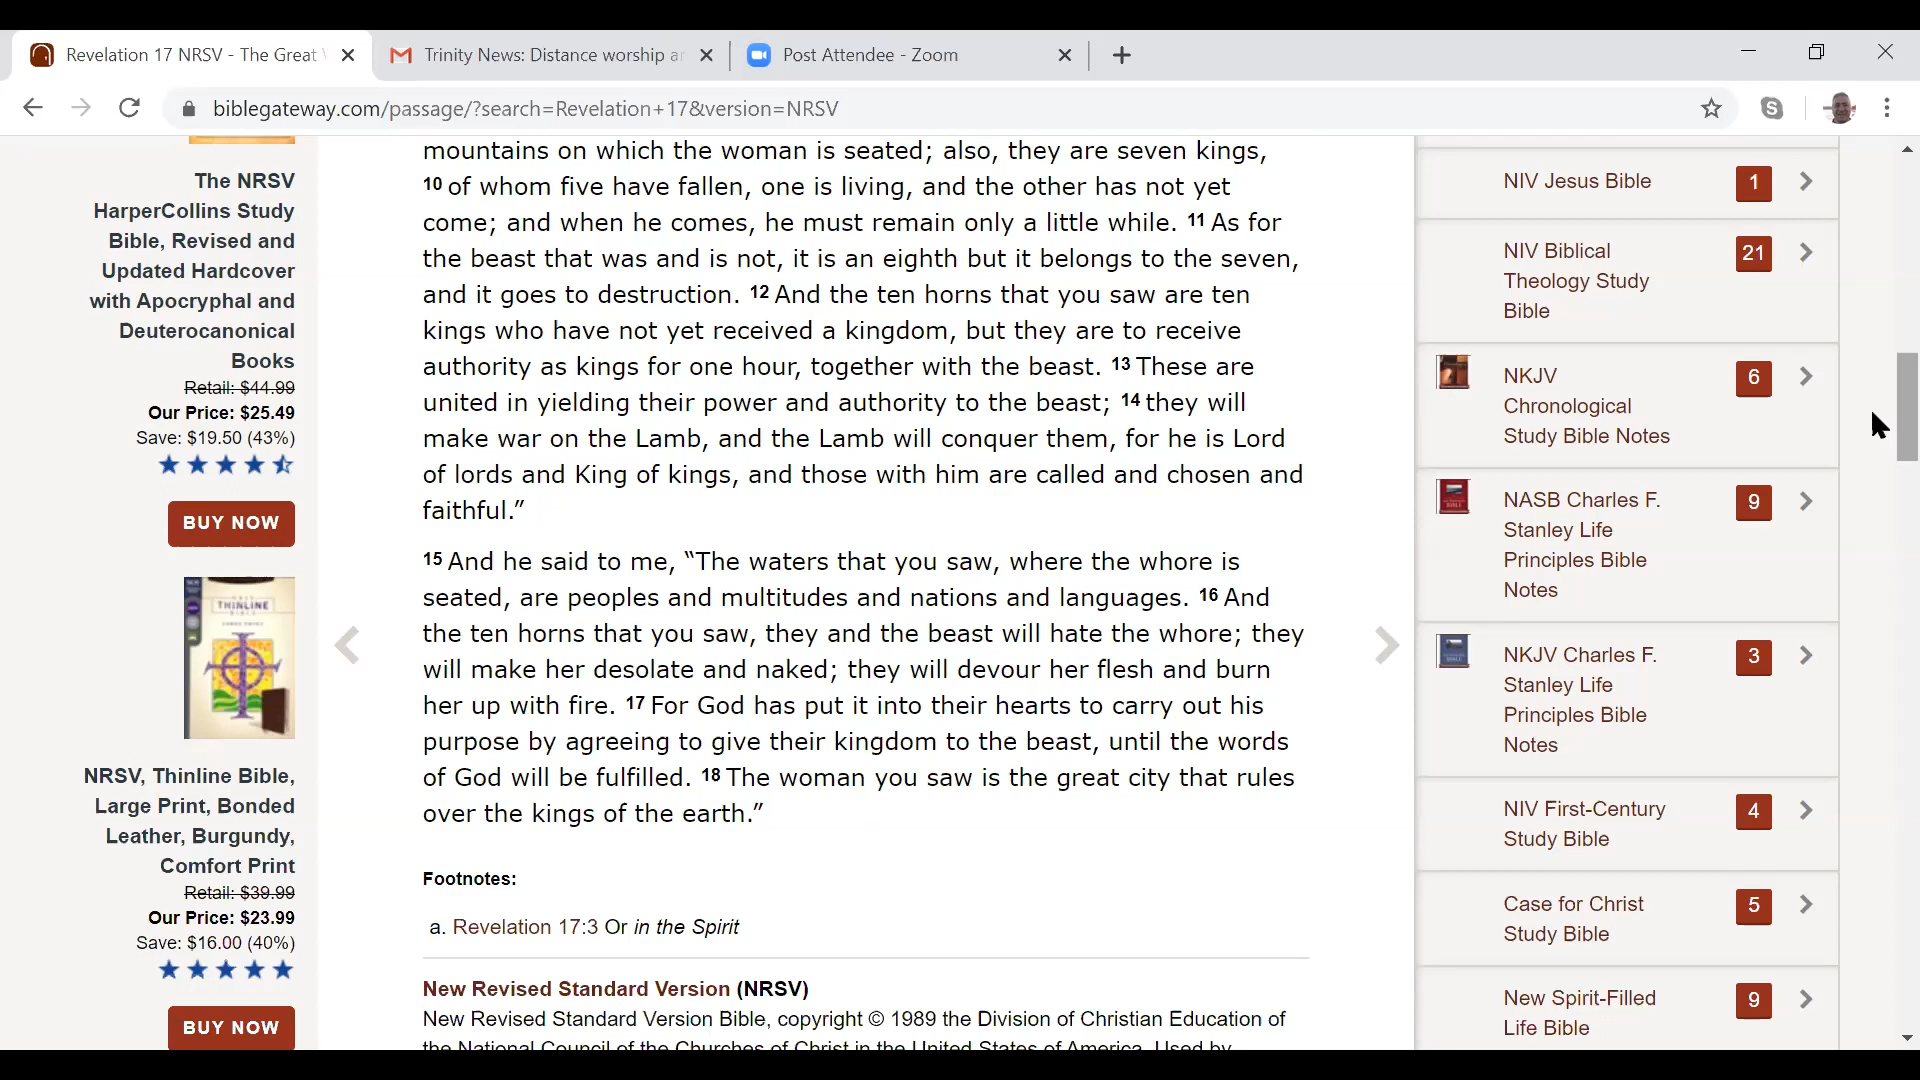 Revelation 17 NRSV - The Great
Trinity News: Distance worship
Post Attendee - Zoom
biblegateway.com/passage/?search=Revelation+17&version=NRSV
The NRSV
HarperCollins Study
Bible, Revised and
Updated Hardcover
with Apocryphal and
Deuterocanonical
Books
Retail: $44.99
Our Price: $25.49
Save: $19.50 (43%)
BUY NOW
THINLINE
NRSV, Thinline Bible,
Large Print, Bonded
Leather, Burgundy,
Comfort Print
Retail: $39.99
Our Price: $23.99
Save: $16.00 (40%)
BUY NOW
mountains on which the woman is seated; also, they are seven kings,
10 of whom five have fallen, one is living, and the other has not yet
come; and when he comes, he must remain only a little while. 11 As for
the beast that was and is not, it is an eighth but it belongs to the seven,
and it goes to destruction. 12 And the ten horns that you saw are ten
kings who have not yet received a kingdom, but they are to receive
authority as kings for one hour, together with the beast. 13 These are
united in yielding their power and authority to the beast; 14 they will
make war on the Lamb, and the Lamb will conquer them, for he is Lord
of lords and King of kings, and those with him are called and chosen and
faithful.”
15 And he said to me, “The waters that you saw, where the whore is
seated, are peoples and multitudes and nations and languages. 16 And
the ten horns that you saw, they and the beast will hate the whore; they
will make her desolate and naked; they will devour her flesh and burn
her up with fire. 17 For God has put it into their hearts to carry out his
purpose by agreeing to give their kingdom to the beast, until the words
of God will be fulfilled. 18 The woman you saw is the great city that rules
over the kings of the earth.”
Footnotes:
a. Revelation 17:3 Or in the Spirit
New Revised Standard Version (NRSV)
New Revised Standard Version Bible, copyright © 1989 the Division of Christian Education of
the National Council of the Churches of Christ in the United States of America. Used by
NIV Jesus Bible 1
NIV Biblical 21
Theology Study
Bible
NKJV 6
Chronological
Study Bible Notes
NASB Charles F. 9
Stanley Life
Principles Bible
Notes
NKJV Charles F. 3
Stanley Life
Principles Bible
Notes
NIV First-Century 4
Study Bible
Case for Christ 5
Study Bible
New Spirit-Filled 9
Life Bible